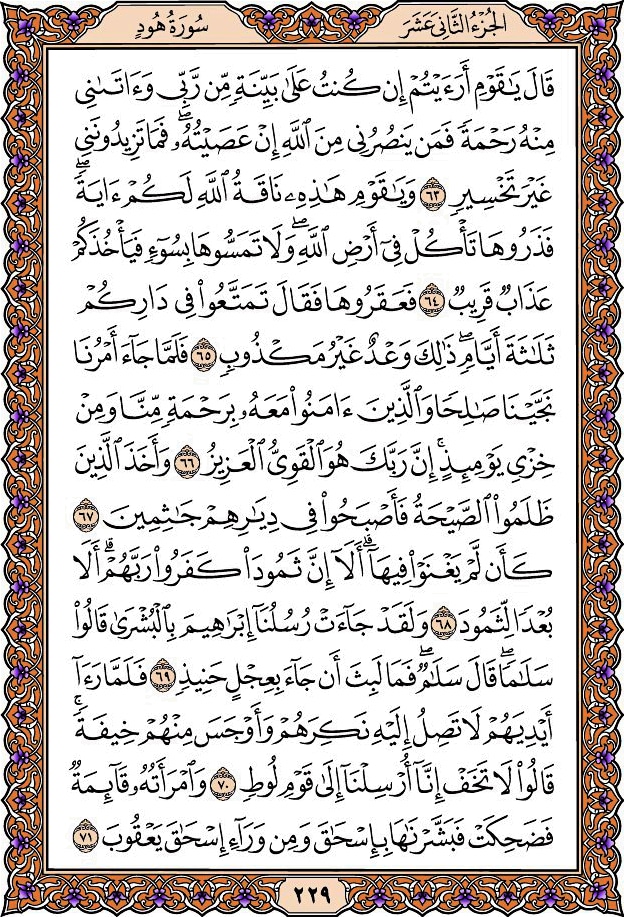 الجُزْءُ الثَّانِي عَشَرَ
سُورَةُ هُودٍ
قَالَ يَٰقَوْمِ أَرَءَيْتُمْ إِن كُنتُ عَلَىٰ بَيِّنَةٍ مِّن رَّبِّى وَءَاتَىٰنِى
مِنْهُ رَحْمَةً فَمَن يَنصُرُنِى مِنَ ٱللَّهِ إِنْ عَصَيْتُهُۥ ۖ فَمَا تَزِيدُونَنِى
غَيْرَ تَخْسِيرٍ ٦٣ وَيَٰقَوْمِ هَٰذِهِۦ نَاقَةُ ٱللَّهِ لَكُمْ ءَايَةً ۖ
فَذَرُوهَا تَأْكُلْ فِىٓ أَرْضِ ٱللَّهِ ۖ وَلَا تَمَسُّوهَا بِسُوٓءٍ فَيَأْخُذَكُمْ
عَذَابٌ قَرِيبٌ ٦٤ فَعَقَرُوهَا فَقَالَ تَمَتَّعُوا۟ فِى دَارِكُمْ
ثَلَٰثَةَ أَيَّامٍ ۖ ذَٰلِكَ وَعْدٌ غَيْرُ مَكْذُوبٍ ٦٥ فَلَمَّا جَآءَ أَمْرُنَا
نَجَّيْنَا صَٰلِحًا وَٱلَّذِينَ ءَامَنُوا۟ مَعَهُۥ بِرَحْمَةٍ مِّنَّا وَمِنْ
خِزْىِ يَوْمِئِذٍ ۗ إِنَّ رَبَّكَ هُوَ ٱلْقَوِىُّ ٱلْعَزِيزُ ٦٦ وَأَخَذَ ٱلَّذِينَ
ظَلَمُوا۟ ٱلصَّيْحَةُ فَأَصْبَحُوا۟ فِى دِيَٰرِهِمْ جَٰثِمِينَ ٦٧
كَأَن لَّمْ يَغْنَوْا۟ فِيهَآ ۗ أَلَآ إِنَّ ثَمُودَا۟ كَفَرُوا۟ رَبَّهُمْ ۗ أَلَا
بُعْدًا لِّثَمُودَ ٦٨ وَلَقَدْ جَآءَتْ رُسُلُنَآ إِبْرَٰهِيمَ بِٱلْبُشْرَىٰ قَالُوا۟
سَلَٰمًا ۖ قَالَ سَلَٰمٌ ۖ فَمَا لَبِثَ أَن جَآءَ بِعِجْلٍ حَنِيذٍ ٦٩ فَلَمَّا رَءَآ
أَيْدِيَهُمْ لَا تَصِلُ إِلَيْهِ نَكِرَهُمْ وَأَوْجَسَ مِنْهُمْ خِيفَةً ۚ
قَالُوا۟ لَا تَخَفْ إِنَّآ أُرْسِلْنَآ إِلَىٰ قَوْمِ لُوطٍ ٧٠ وَٱمْرَأَتُهُۥ قَآئِمَةٌ
فَضَحِكَتْ فَبَشَّرْنَٰهَا بِإِسْحَٰقَ وَمِن وَرَآءِ إِسْحَٰقَ يَعْقُوبَ ٧١
٢٢٩